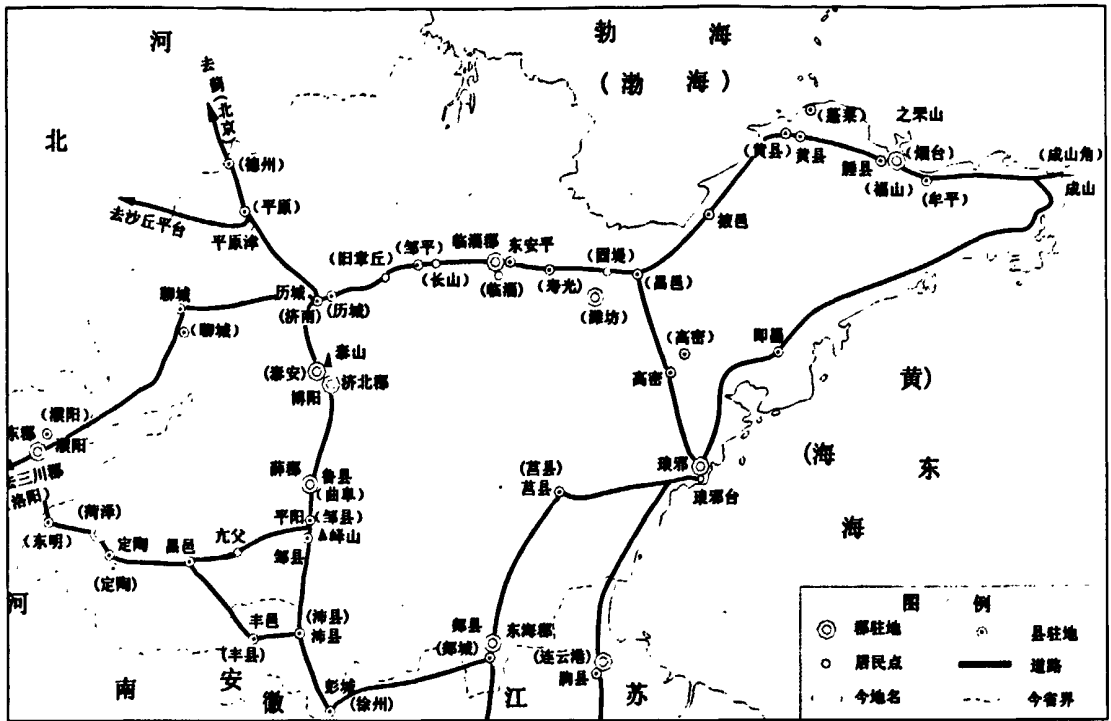 河
勃 海
(渤 海)
去蓟(北京)
北
(德州)
(蓬莱)
之罘山
(黄县)
黄县
腄县
(烟台)
(成山角)
成山
(福山)
(牟平)
去沙丘平台
(平原)
平原津
掖邑
(旧章丘)
(邹平)
临淄郡
东安平
(固堤)
(长山)
(临淄)
(寿光)
(昌邑)
(潍坊)
聊城
历城
(济南)
(历城)
(聊城)
(高密)
即墨
高密
泰山
(泰安)
济北郡
博阳
黄)
(濮阳)
东郡
濮阳
去三川郡
(洛阳)
薛郡
鲁县
(曲阜)
(莒县)
莒县
琅邪
琅邪台
(海
东
海
(菏泽)
(东明)
定陶
(定陶)
昌邑
亢父
平阳
(邹县)
峄山
邹县
河
丰邑
(丰县)
(沛县)
沛县
郯县
东海郡
(郯城)
(连云港)
朐县
彭城
(徐州)
南
安
徽
江
苏
图 例
郡驻地
县驻地
居民点
道路
今地名
今省界